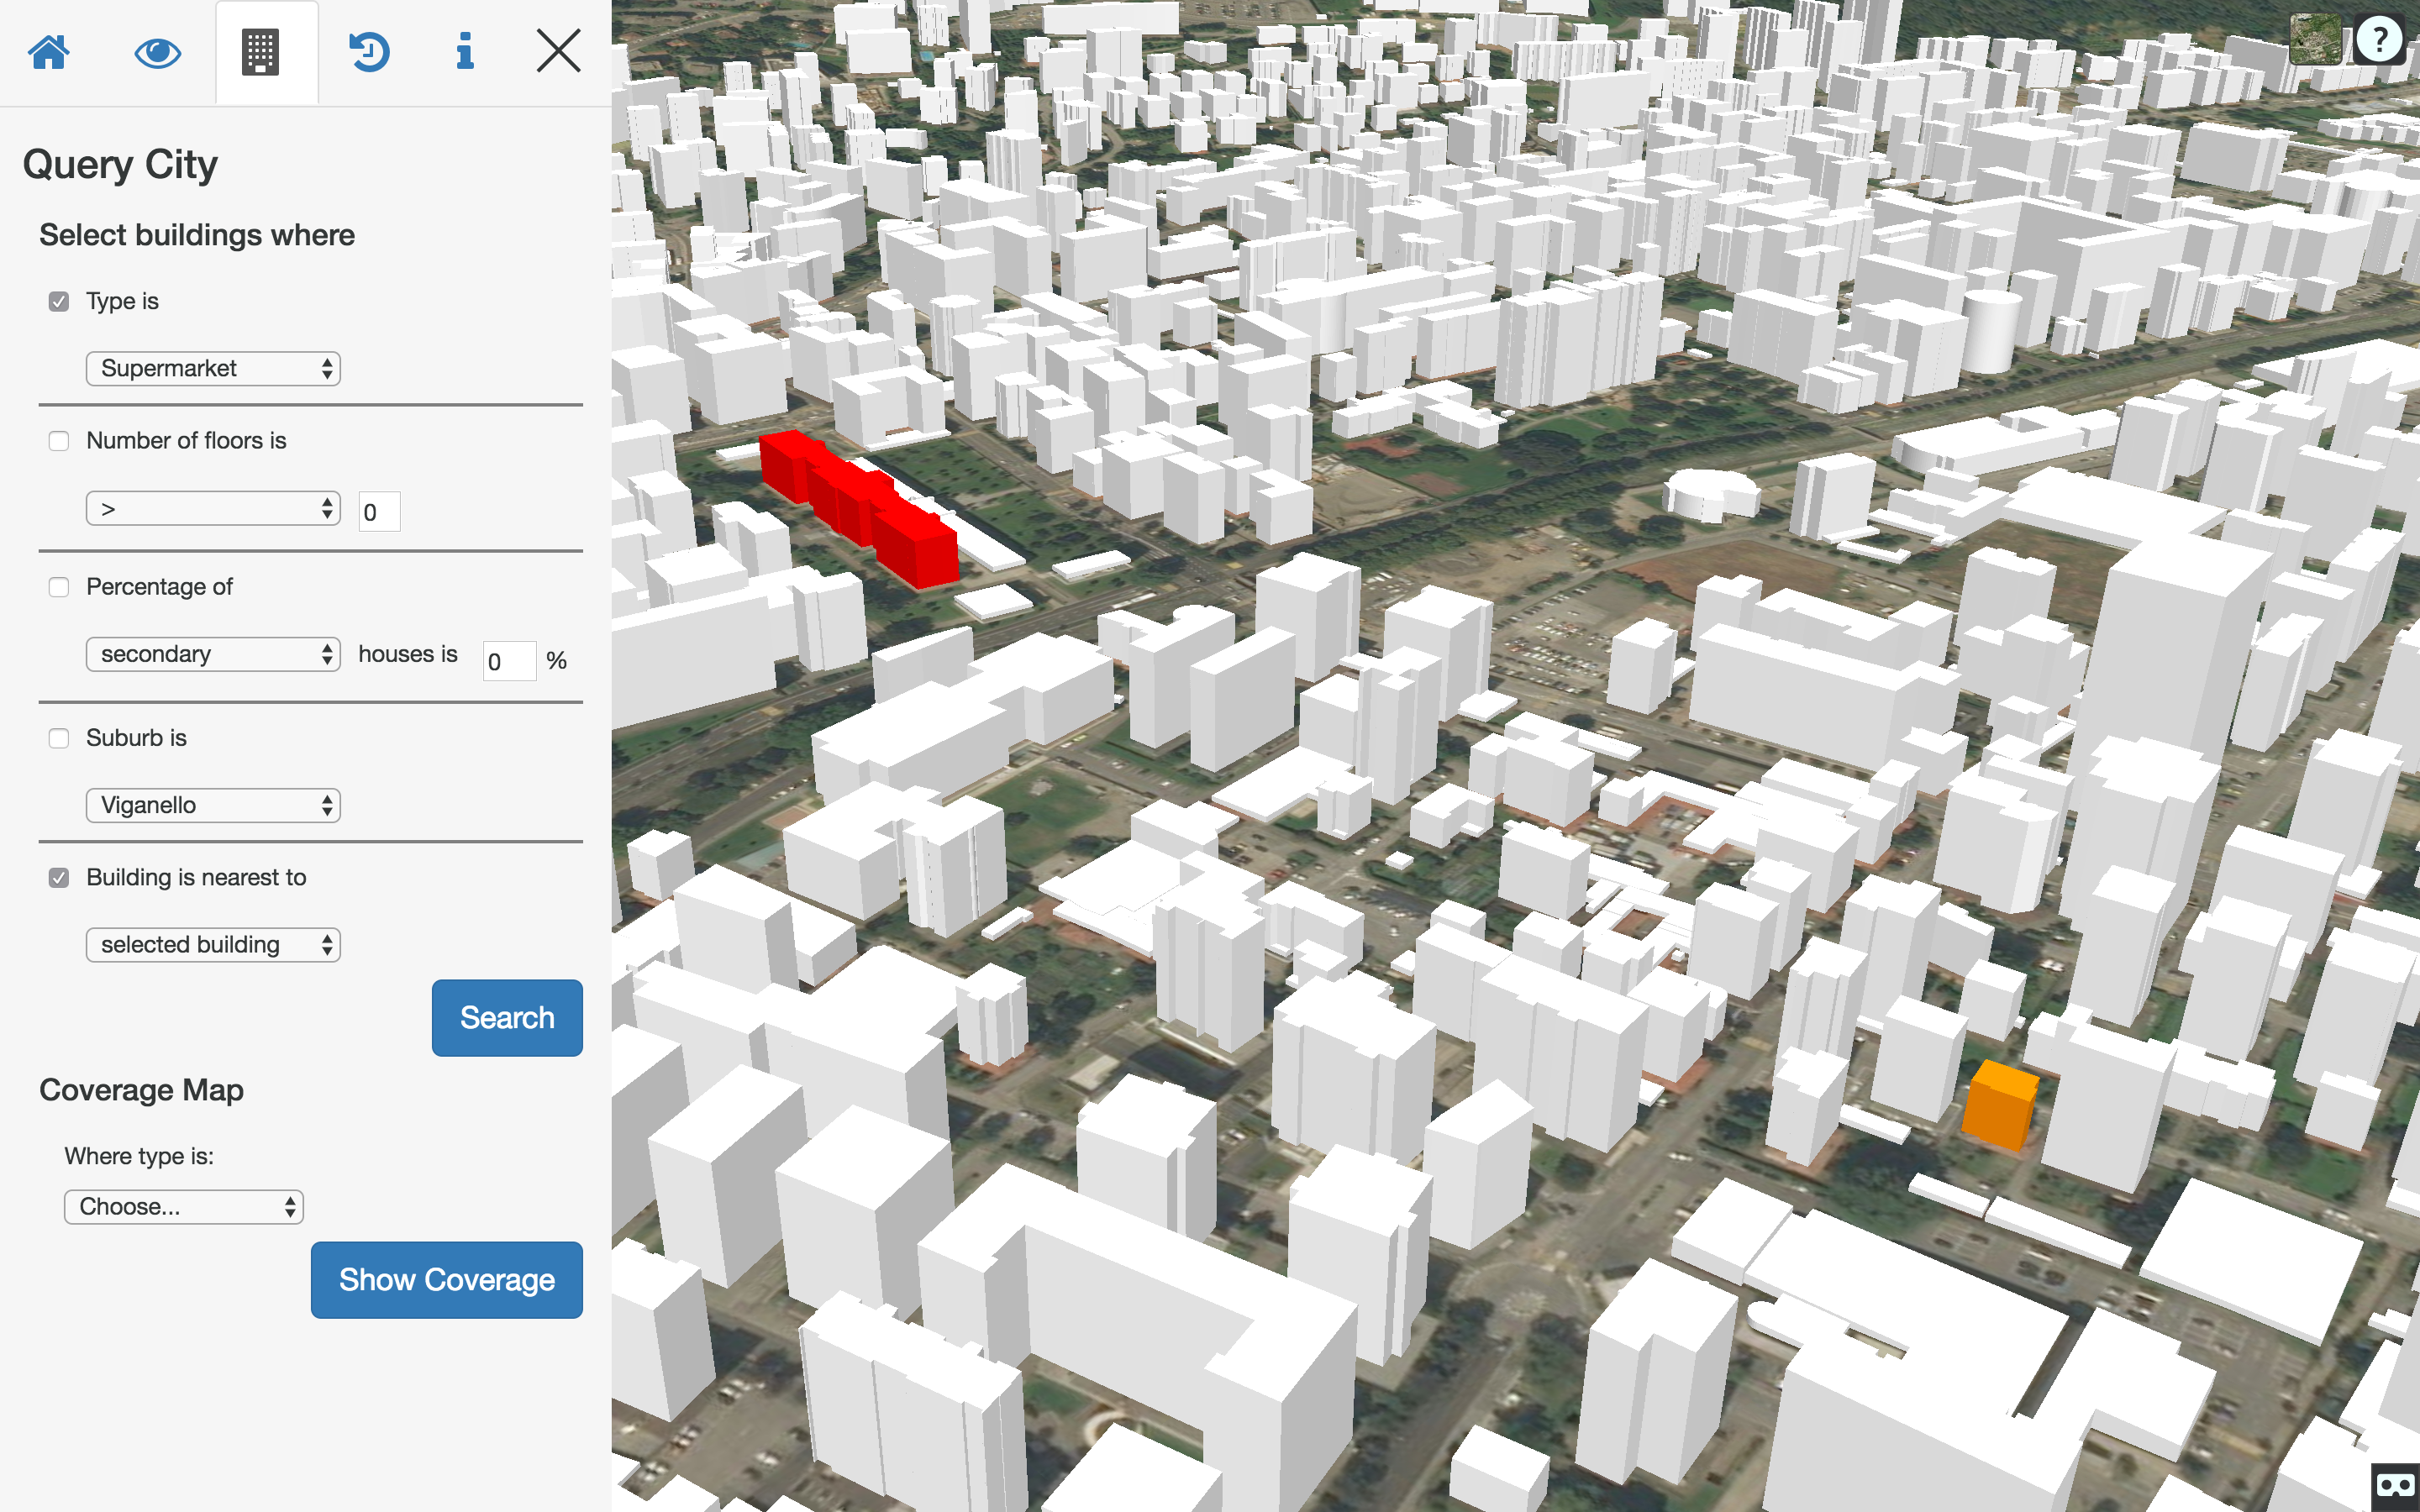 ?
Query City
Select buildings where
Type is
Supermarket
Number of floors is
> 0
Percentage of
secondary houses is 0 %
Suburb is
Viganello
Building is nearest to
selected building
Search
Coverage Map
Where type is:
Choose...
Show Coverage